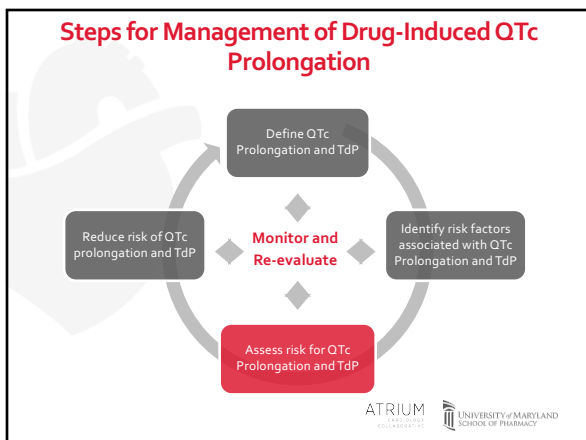 Steps for Management of Drug-Induced QTc
Prolongation
Define QTc
Prolongation and TdP
Reduce risk of QTc
prolongation and TdP
Monitor and
Re-evaluate
Identify risk factors
associated with QTc
Prolongation and TdP
Assess risk for QTc
Prolongation and TdP
ATRIUM
CARDIOLOGY
COLLABORATIVE
UNIVERSITY of MARYLAND
SCHOOL OF PHARMACY